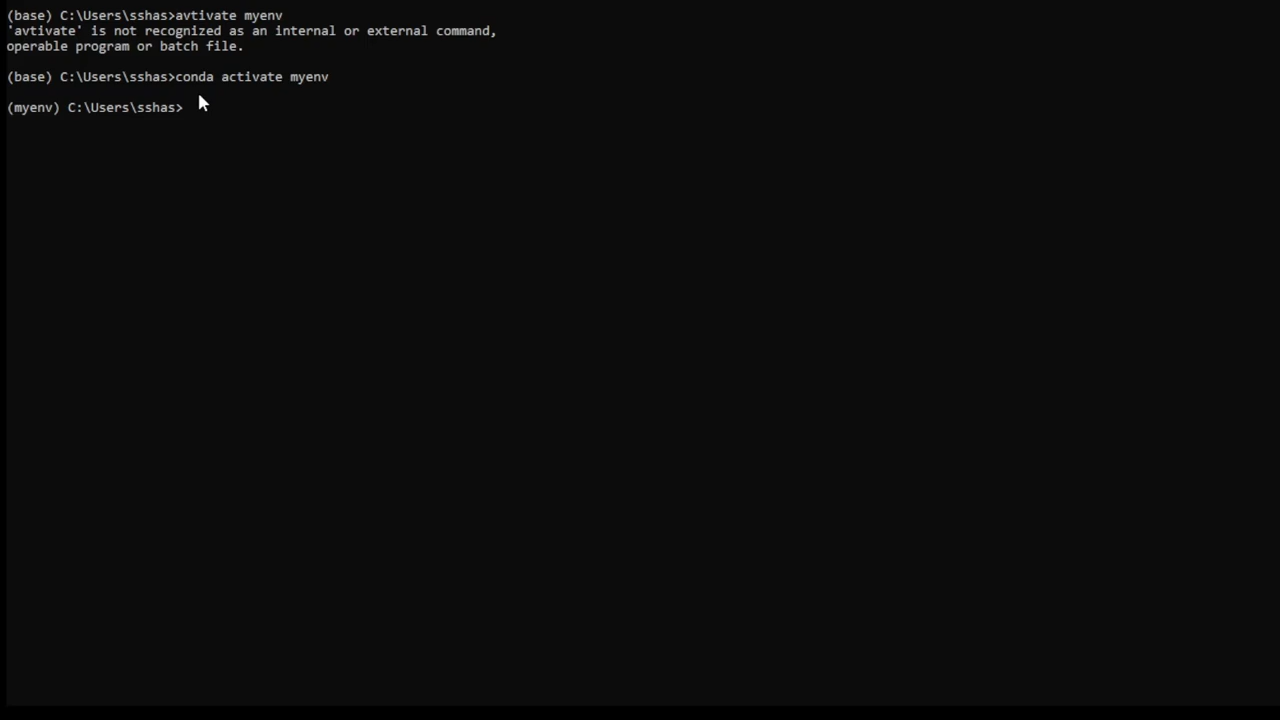 (base) C:\Users\sshas>avtivate myenv
'avtivate' is not recognized as an internal or external command,
operable program or batch file.
(base) C:\Users\sshas>conda activate myenv
(myenv) C:\Users\sshas>